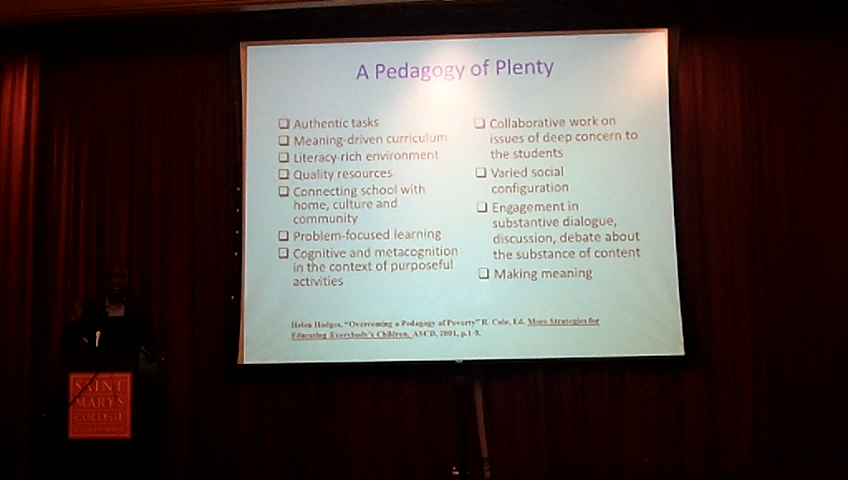 A Pedagogy of Plenty
❑ Authentic tasks
❑ Meaning-driven curriculum
❑ Literacy-rich environment
❑ Quality resources
❑ Connecting school with
home, culture and
community
❑ Problem-focused learning
❑ Cognitive and metacognition
in the context of purposeful
activities
❑ Collaborative work on
issues of deep concern to
the students
❑ Varied social
configuration
❑ Engagement in
substantive dialogue,
discussion, debate about
the substance of content
❑ Making meaning
Helen Hodges, "Overcoming a Pedagogy of Poverty" R. Cole, Ed. More Strategies for
Educating Everybody's Children, ASCD, 2001, p.1-9.
SAINT
MARY'S
COLLEGE